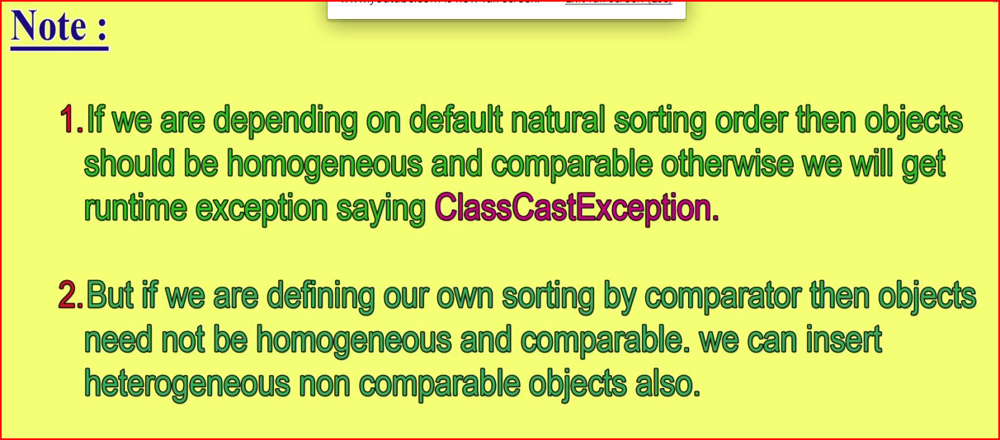 Note :
1.If we are depending on default natural sorting order then objects
should be homogeneous and comparable otherwise we will get
runtime exception saying ClassCastException.
2.But if we are defining our own sorting by comparator then objects
need not be homogeneous and comparable. we can insert
heterogeneous non comparable objects also.